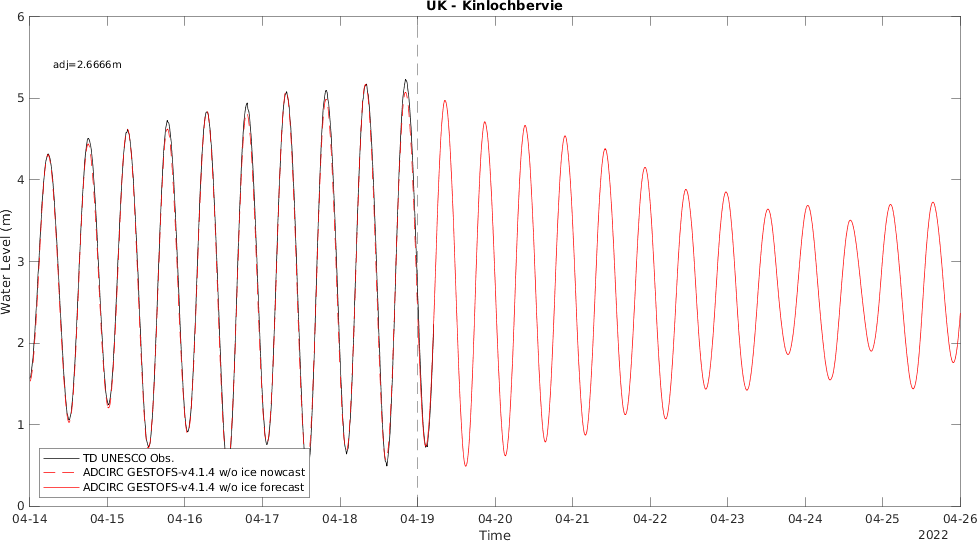 UK - Kinlochbervie
adj=2.6666m
6
5
4
3
2
1
0
Water Level (m)
TD UNESCO Obs.
ADCIRC GESTOFS-v4.1.4 w/o ice nowcast
ADCIRC GESTOFS-v4.1.4 w/o ice forecast
04-14 04-15 04-16 04-17 04-18 04-19 04-20 04-21 04-22 04-23 04-24 04-25 04-26
Time
2022